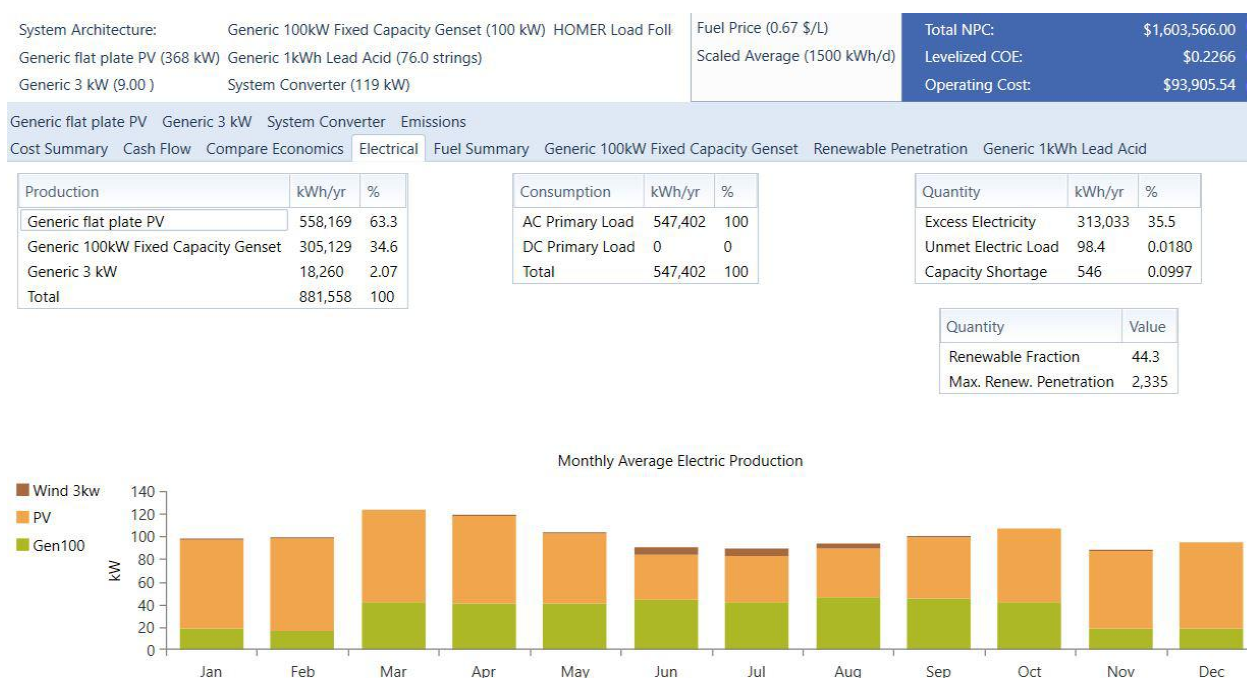 System Architecture: Generic 100kW Fixed Capacity Genset (100 kW) HOMER Load Foll
Generic flat plate PV (368 kW) Generic 1kWh Lead Acid (76.0 strings)
Generic 3 kW (9.00 ) System Converter (119 kW)
Fuel Price (0.67 $/L)
Scaled Average (1500 kWh/d)
Total NPC: $1,603,566.00
Levelized COE: $0.2266
Operating Cost: $93,905.54
Generic flat plate PV Generic 3 kW System Converter Emissions
Cost Summary Cash Flow Compare Economics Electrical Fuel Summary Generic 100kW Fixed Capacity Genset Renewable Penetration Generic 1kWh Lead Acid
Production kWh/yr %
Generic flat plate PV 558,169 63.3
Generic 100kW Fixed Capacity Genset 305,129 34.6
Generic 3 kW 18,260 2.07
Total 881,558 100
Consumption kWh/yr %
AC Primary Load 547,402 100
DC Primary Load 0 0
Total 547,402 100
Quantity kWh/yr %
Excess Electricity 313,033 35.5
Unmet Electric Load 98.4 0.0180
Capacity Shortage 546 0.0997
Quantity Value
Renewable Fraction 44.3
Max. Renew. Penetration 2,335
Monthly Average Electric Production
Wind 3kw
PV
Gen100
kW
140
120
100
80
60
40
20
0
Jan Feb Mar Apr May Jun Jul Aug Sep Oct Nov Dec